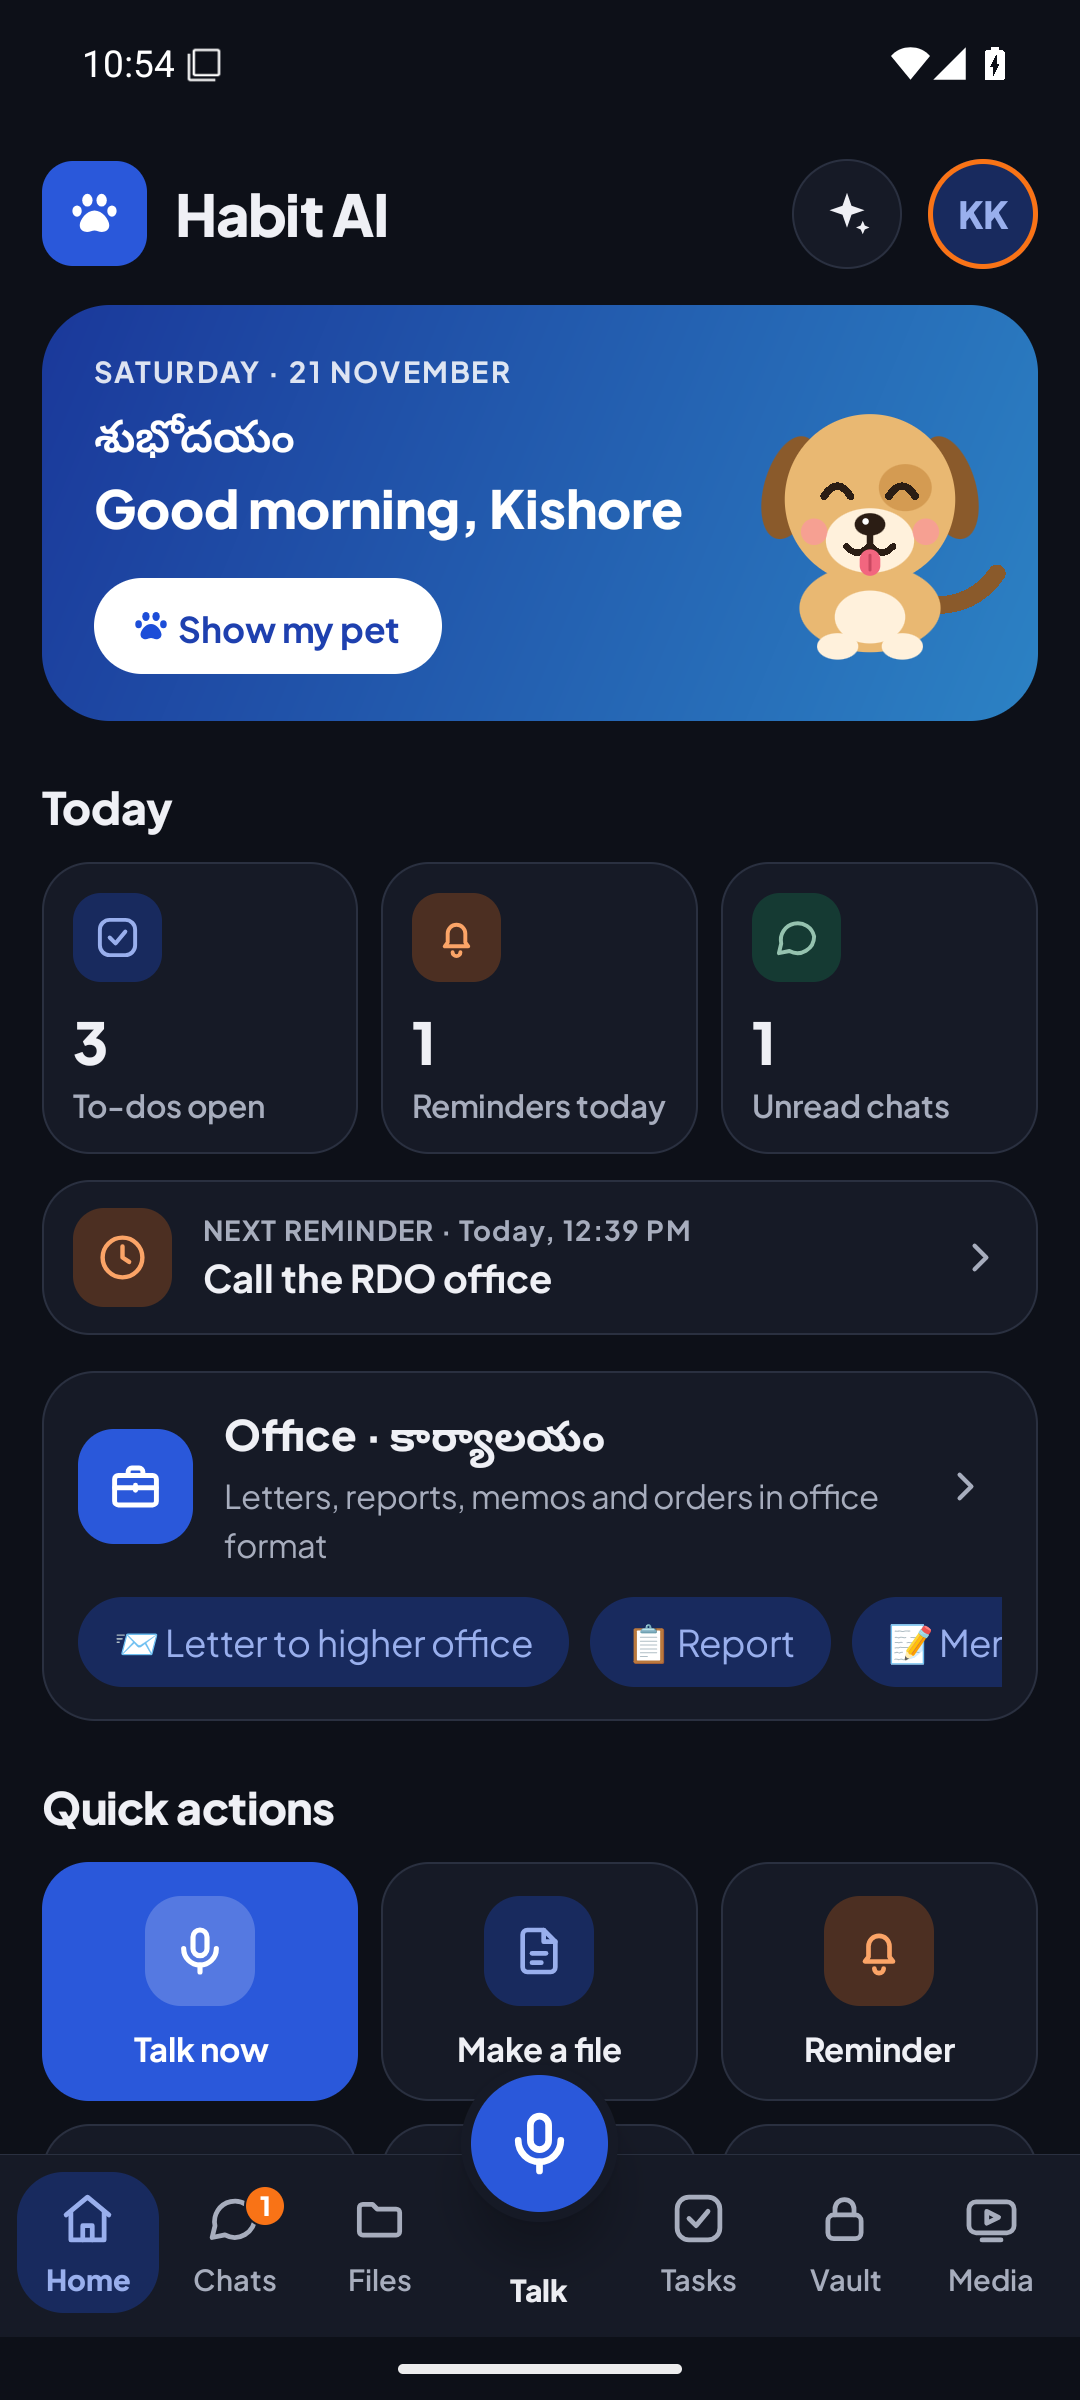 10:54
Habit AI
KK
SATURDAY · 21 NOVEMBER
శుభోదయం
Good morning, Kishore
Show my pet
Today
3
To-dos open
1
Reminders today
1
Unread chats
NEXT REMINDER · Today, 12:39 PM
Call the RDO office
Office · కార్యాలయం
Letters, reports, memos and orders in office
format
Letter to higher office
Report
Quick actions
Talk now
Make a file
Reminder
1
Home
Chats
Files
Talk
Tasks
Vault
Media